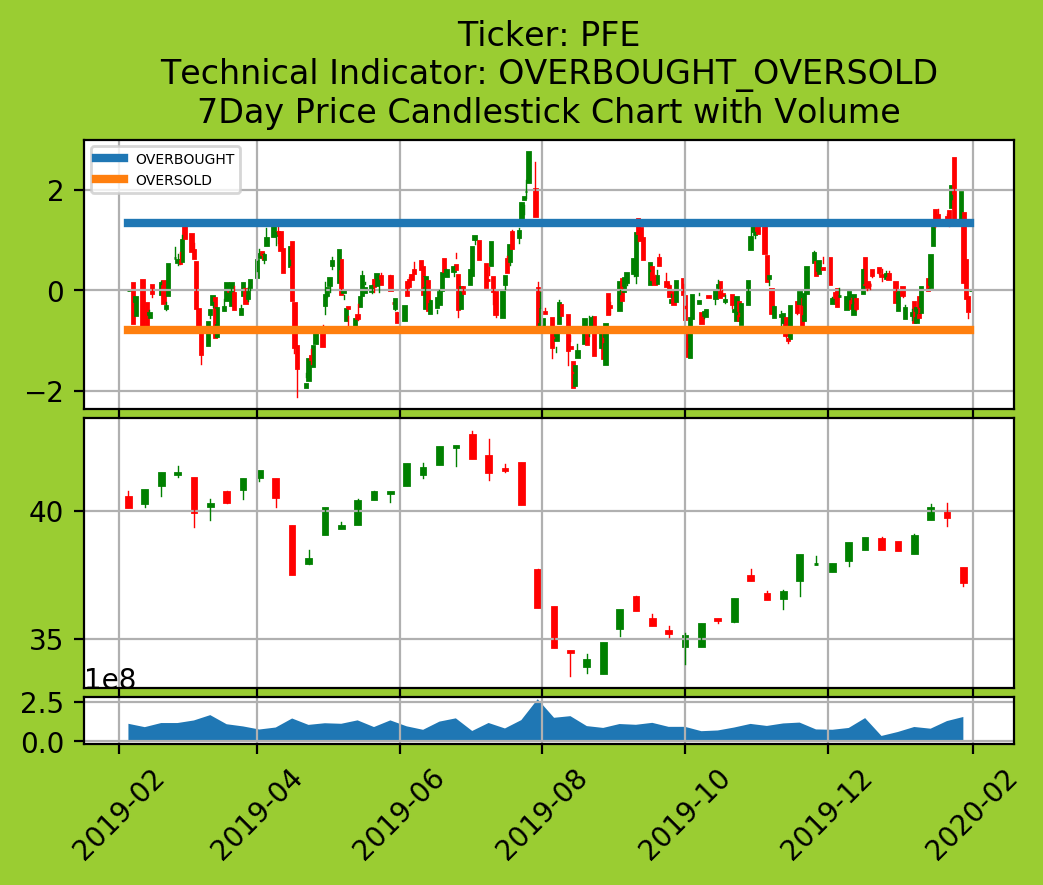 Ticker: PFE
Technical Indicator: OVERBOUGHT_OVERSOLD
7Day Price Candlestick Chart with Volume
OVERBOUGHT
OVERSOLD
2
0
−2
40
35
1e8
2.5
0.0
2019-02
2019-04
2019-06
2019-08
2019-10
2019-12
2020-02